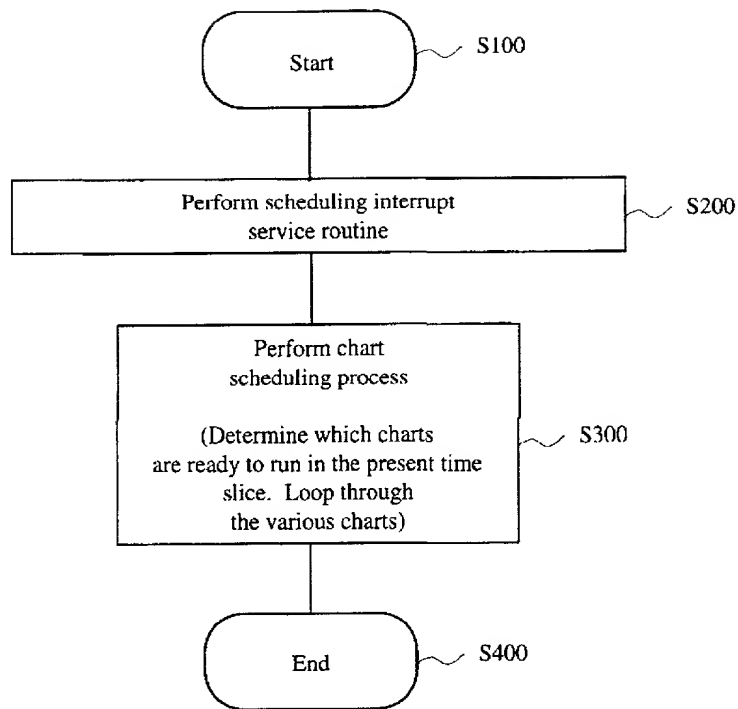 Start
S100
Perform scheduling interrupt
service routine
S200
Perform chart
scheduling process
(Determine which charts
are ready to run in the present time
slice. Loop through
the various charts)
S300
End
S400